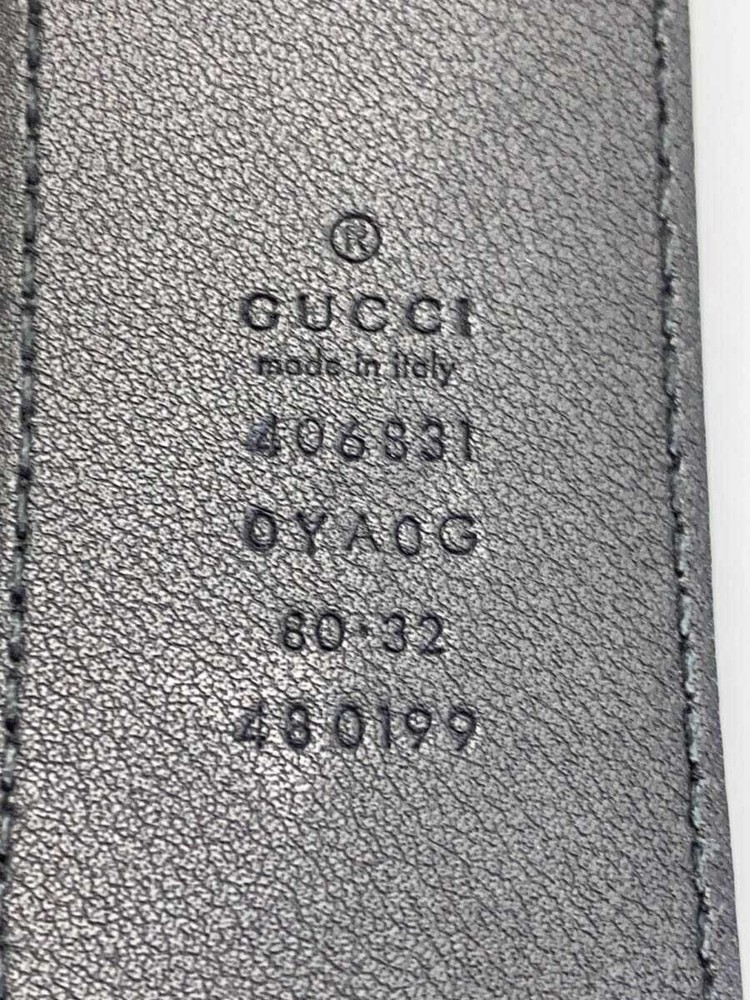 ®
GUCCI
made in italy
406831
0YA0G
80·32
480199